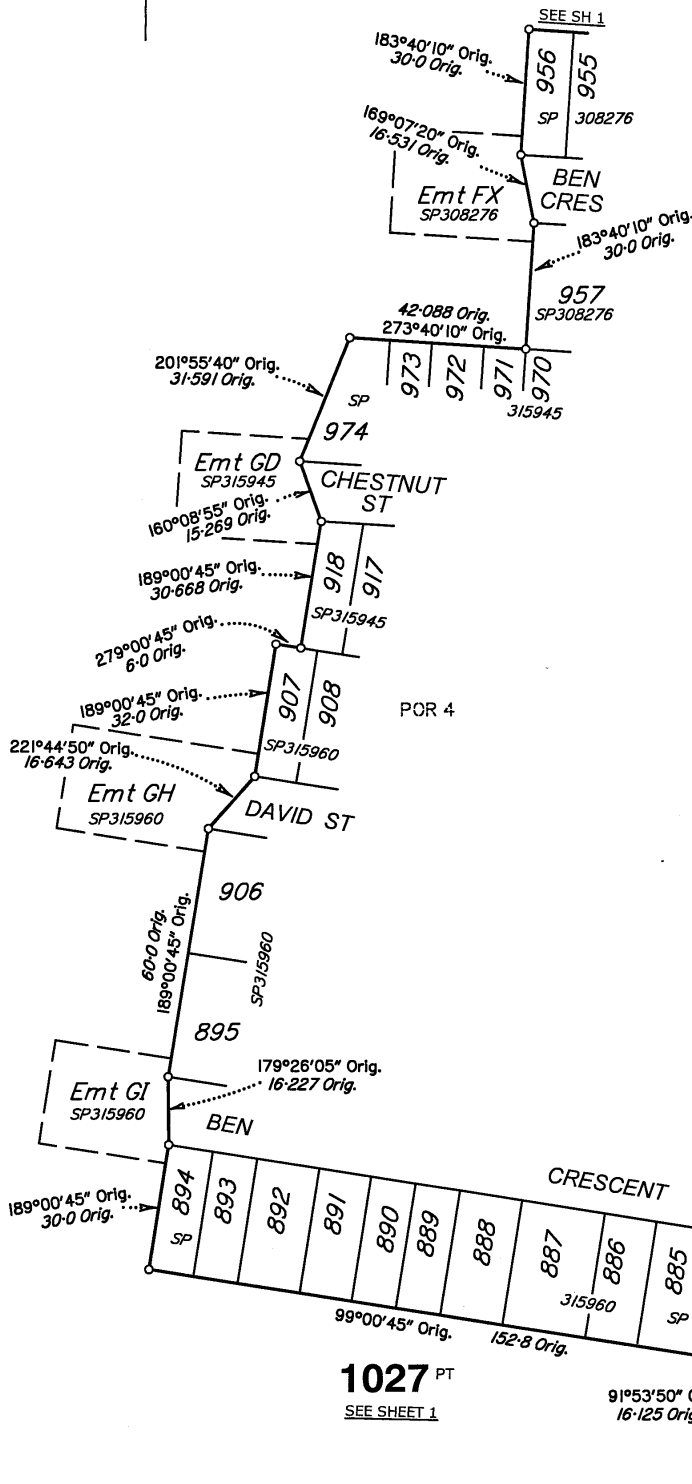 SEE SH 1
183°40'10" Orig.
30·0 Orig.
956
955
SP
308276
169°07'20" Orig.
16·531 Orig.
BEN
CRES
Emt FX
SP308276
183°40'10" Orig.
30·0 Orig.
957
SP308276
42·088 Orig.
273°40'10" Orig.
973
972
971
970
315945
201°55'40" Orig.
31·591 Orig.
SP
974
Emt GD
SP315945
CHESTNUT
ST
160°08'55" Orig.
15·269 Orig.
189°00'45" Orig.
30·668 Orig.
918
917
SP315945
279°00'45" Orig.
6·0 Orig.
189°00'45" Orig.
32·0 Orig.
907
908
SP315960
POR 4
221°44'50" Orig.
16·643 Orig.
Emt GH
SP315960
DAVID ST
906
60·0 Orig.
189°00'45" Orig.
SP315960
895
179°26'05" Orig.
16·227 Orig.
Emt GI
SP315960
BEN
CRESCENT
189°00'45" Orig.
30·0 Orig.
894
893
892
891
890
889
888
887
886
885
SP
315960
SP
99°00'45" Orig.
152·8 Orig.
1027 PT
SEE SHEET 1
91°53'50" O
16·125 Orig